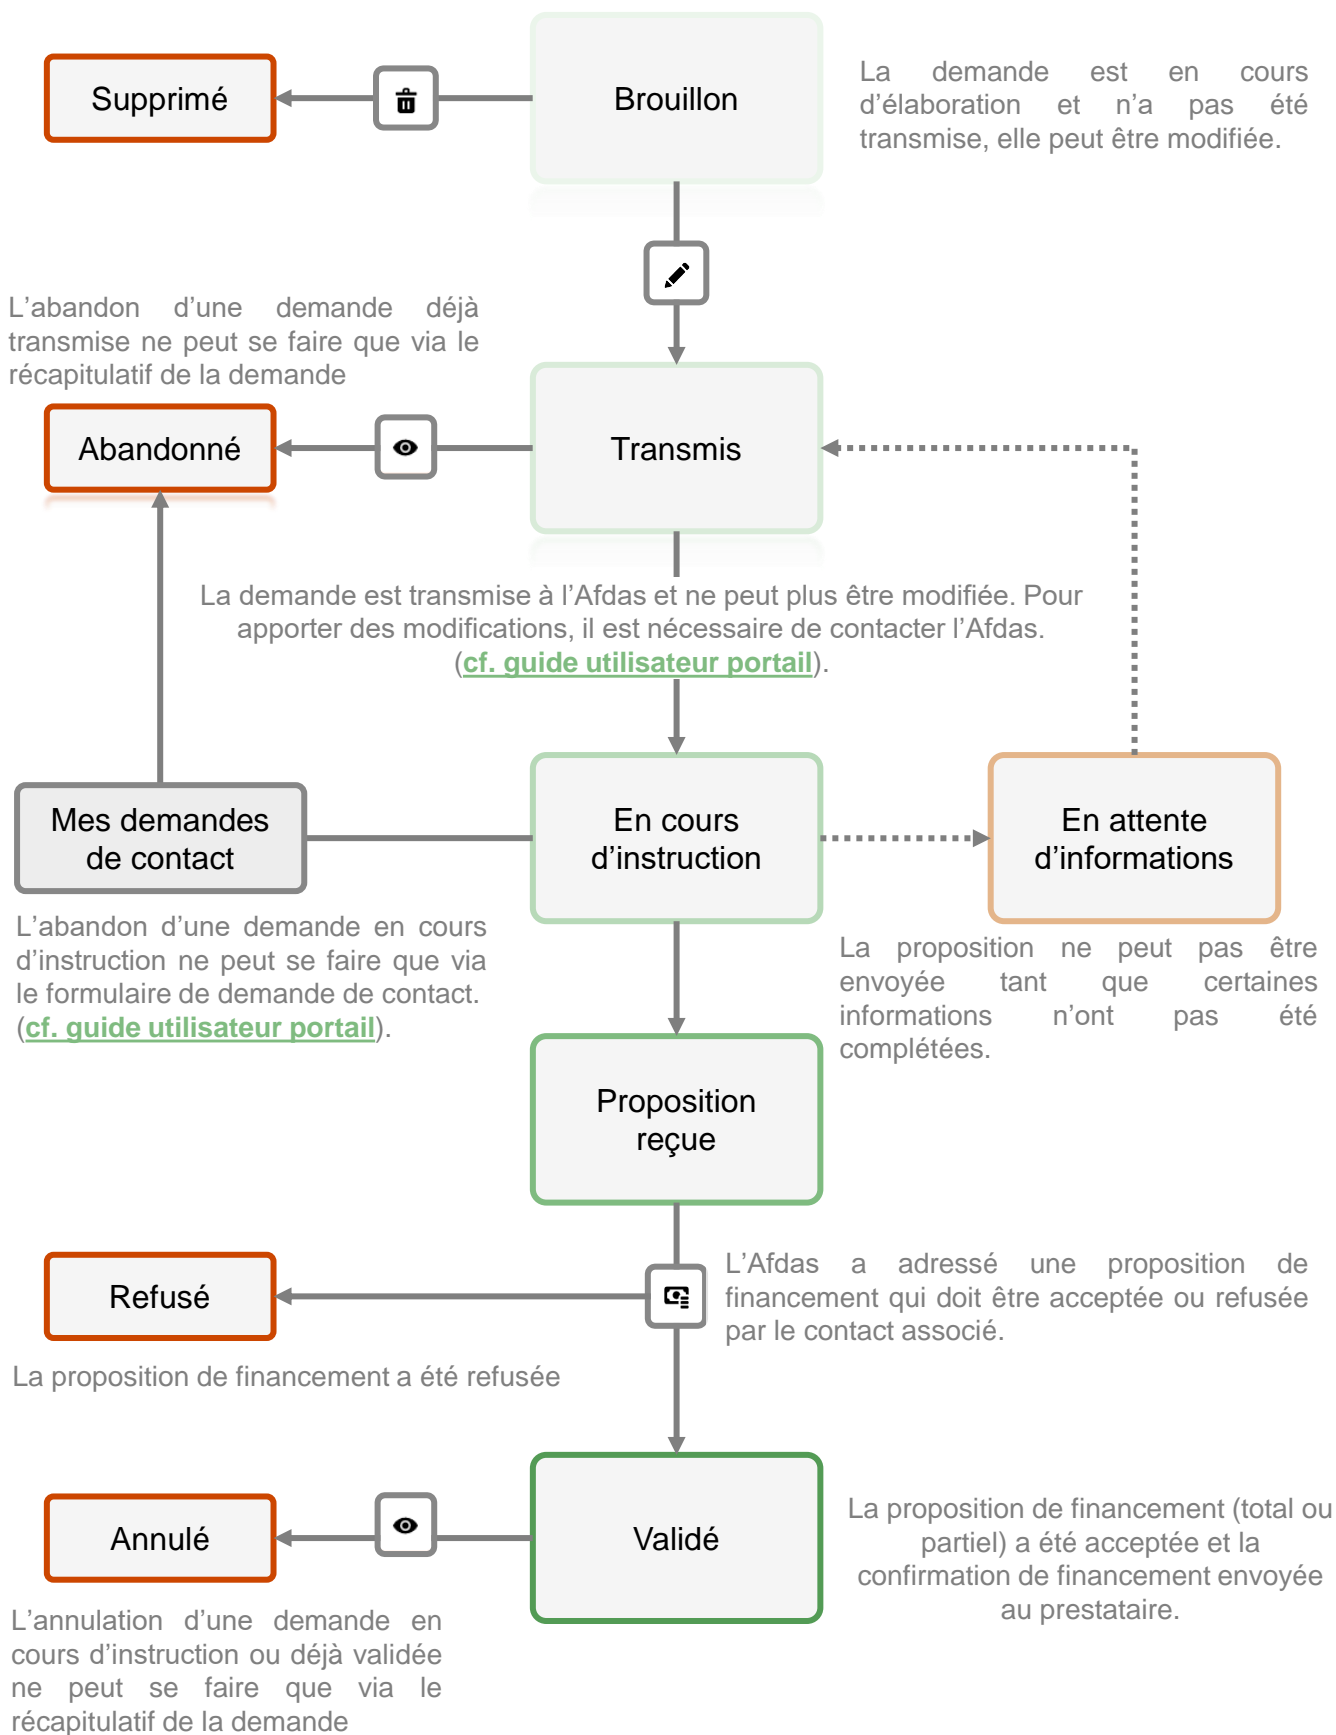 Supprimé
Brouillon
La demande est en cours
d’élaboration et n’a pas été
transmise, elle peut être modifiée.
L’abandon d’une demande déjà
transmise ne peut se faire que via le
récapitulatif de la demande
Abandonné
Transmis
La demande est transmise à l’Afdas et ne peut plus être modifiée. Pour
apporter des modifications, il est nécessaire de contacter l’Afdas.
(cf. guide utilisateur portail).
Mes demandes
de contact
En cours
d’instruction
En attente
d’informations
L’abandon d’une demande en cours
d’instruction ne peut se faire que via
le formulaire de demande de contact.
(cf. guide utilisateur portail).
La proposition ne peut pas être
envoyée tant que certaines
informations n’ont pas été
complétées.
Proposition
reçue
Refusé
L’Afdas a adressé une proposition de
financement qui doit être acceptée ou refusée
par le contact associé.
La proposition de financement a été refusée
Annulé
Validé
La proposition de financement (total ou
partiel) a été acceptée et la
confirmation de financement envoyée
au prestataire.
L’annulation d’une demande en
cours d’instruction ou déjà validée
ne peut se faire que via le
récapitulatif de la demande